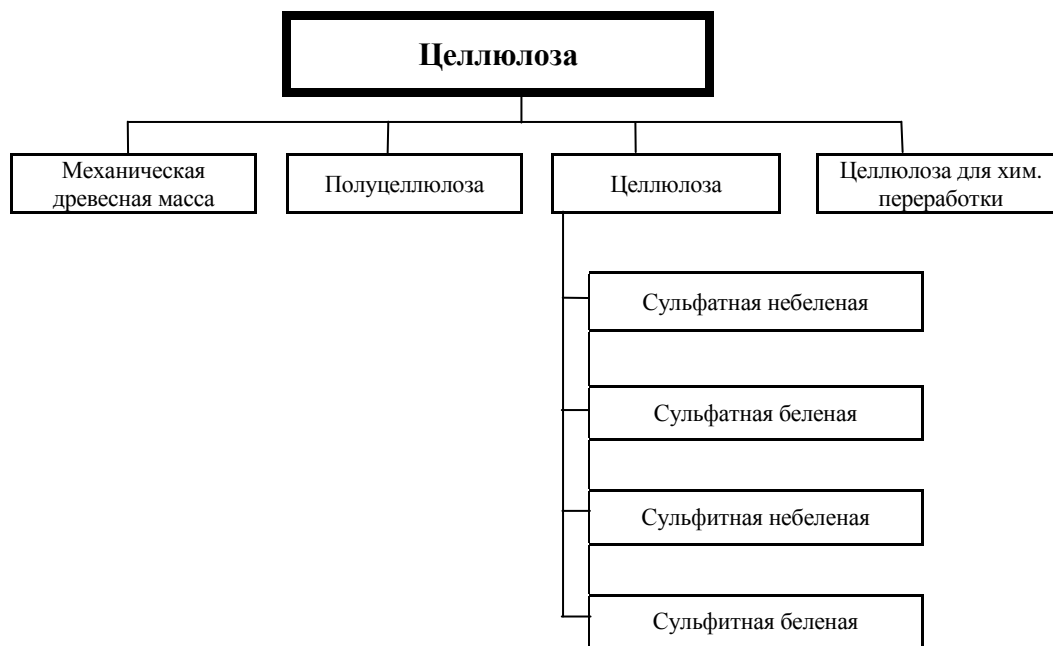 Целлюлоза
Механическая
древесная масса
Полуцеллюлоза
Целлюлоза
Целлюлоза для хим.
переработки
Сульфатная небеленая
Сульфатная беленая
Сульфитная небеленая
Сульфитная беленая